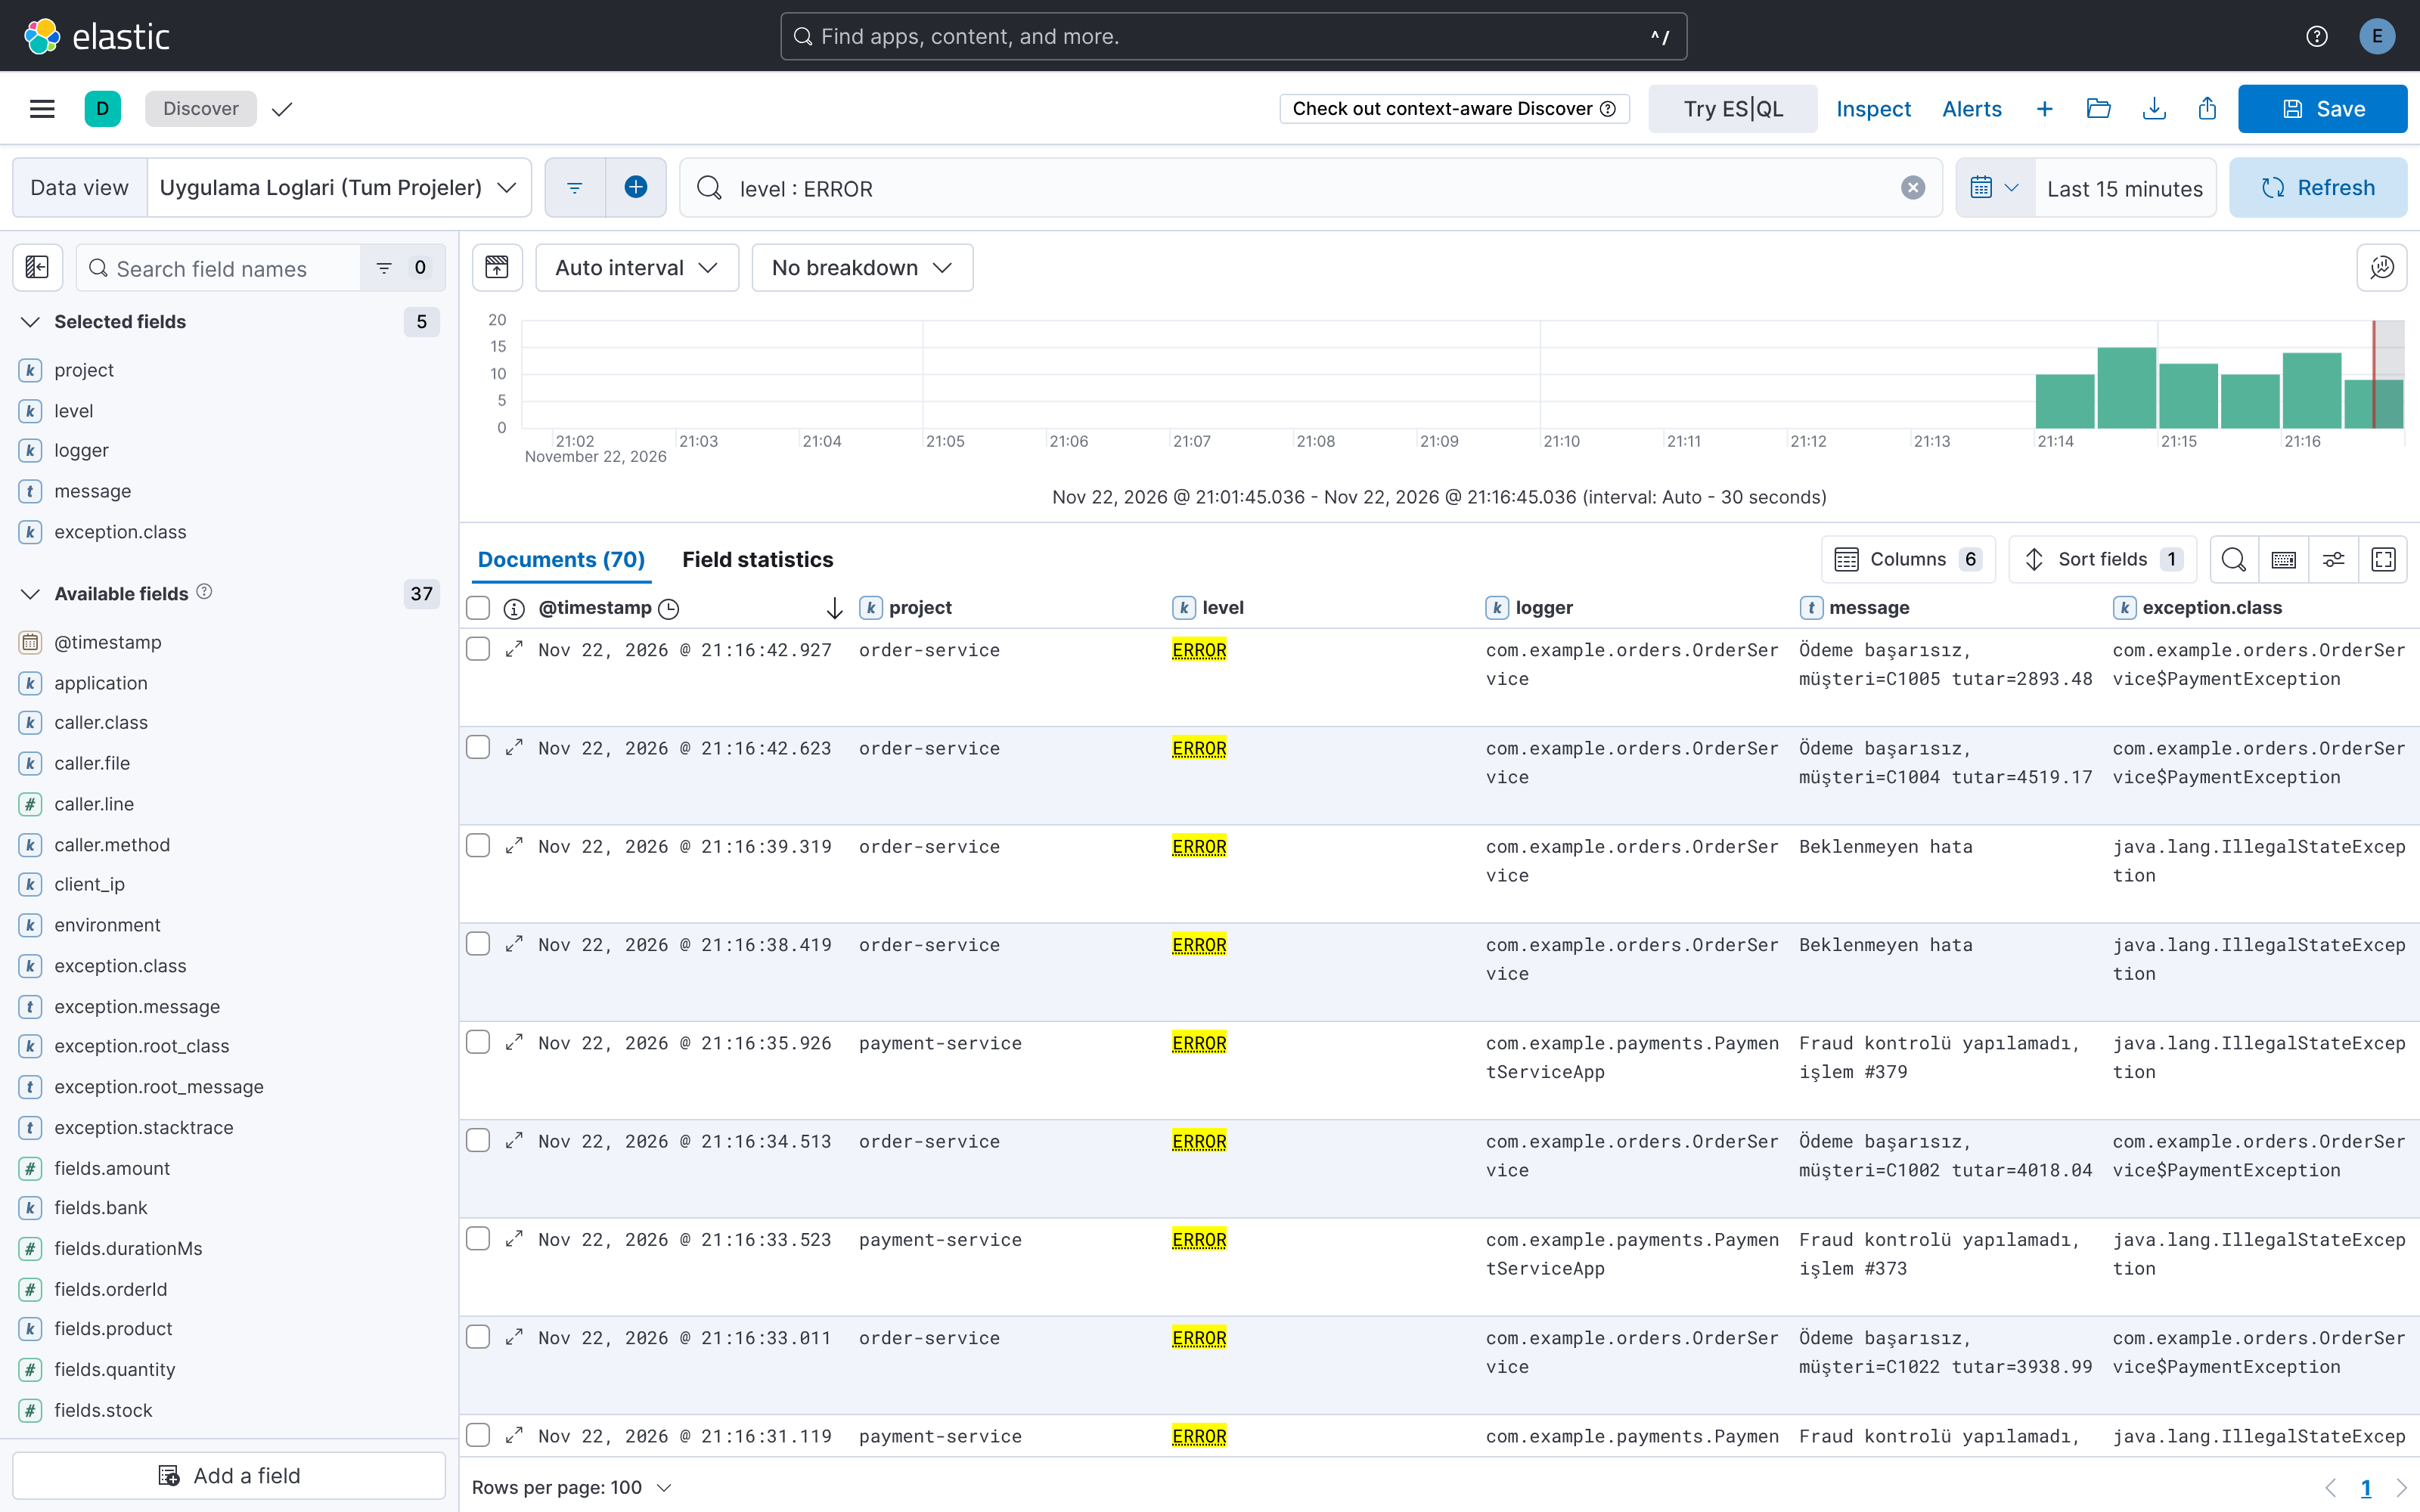 elastic
Find apps, content, and more.
^ /
E
D
Discover
Check out context-aware Discover
Try ES|QL
Inspect
Alerts
Save
Data view
Uygulama Loglari (Tum Projeler)
level : ERROR
Last 15 minutes
Refresh
Search field names
0
Auto interval
No breakdown
Selected fields
5
k project
k level
k logger
t message
k exception.class
Available fields
37
@timestamp
k application
k caller.class
k caller.file
# caller.line
k caller.method
k client_ip
k environment
k exception.class
t exception.message
k exception.root_class
t exception.root_message
t exception.stacktrace
# fields.amount
k fields.bank
# fields.durationMs
# fields.orderId
k fields.product
# fields.quantity
# fields.stock
Add a field
20
15
10
5
0
21:02 21:03 21:04 21:05 21:06 21:07 21:08 21:09 21:10 21:11 21:12 21:13 21:14 21:15 21:16
November 22, 2026
Nov 22, 2026 @ 21:01:45.036 - Nov 22, 2026 @ 21:16:45.036 (interval: Auto - 30 seconds)
Documents (70)
Field statistics
Columns 6
Sort fields 1
@timestamp k project k level k logger t message k exception.class
Nov 22, 2026 @ 21:16:42.927 order-service ERROR com.example.orders.OrderSer Ödeme başarısız, com.example.orders.OrderSer
vice müşteri=C1005 tutar=2893.48 vice$PaymentException
Nov 22, 2026 @ 21:16:42.623 order-service ERROR com.example.orders.OrderSer Ödeme başarısız, com.example.orders.OrderSer
vice müşteri=C1004 tutar=4519.17 vice$PaymentException
Nov 22, 2026 @ 21:16:39.319 order-service ERROR com.example.orders.OrderSer Beklenmeyen hata java.lang.IllegalStateExcep
vice tion
Nov 22, 2026 @ 21:16:38.419 order-service ERROR com.example.orders.OrderSer Beklenmeyen hata java.lang.IllegalStateExcep
vice tion
Nov 22, 2026 @ 21:16:35.926 payment-service ERROR com.example.payments.Paymen Fraud kontrolü yapılamadı, java.lang.IllegalStateExcep
tServiceApp işlem #379 tion
Nov 22, 2026 @ 21:16:34.513 order-service ERROR com.example.orders.OrderSer Ödeme başarısız, com.example.orders.OrderSer
vice müşteri=C1002 tutar=4018.04 vice$PaymentException
Nov 22, 2026 @ 21:16:33.523 payment-service ERROR com.example.payments.Paymen Fraud kontrolü yapılamadı, java.lang.IllegalStateExcep
tServiceApp işlem #373 tion
Nov 22, 2026 @ 21:16:33.011 order-service ERROR com.example.orders.OrderSer Ödeme başarısız, com.example.orders.OrderSer
vice müşteri=C1022 tutar=3938.99 vice$PaymentException
Nov 22, 2026 @ 21:16:31.119 payment-service ERROR com.example.payments.Paymen Fraud kontrolü yapılamadı, java.lang.IllegalStateExcep
Rows per page: 100
1